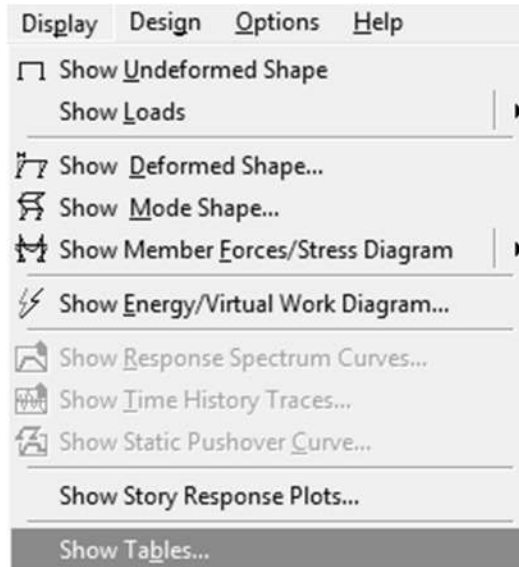 Display Design Options Help
Show Undeformed Shape
Show Loads
Show Deformed Shape...
Show Mode Shape...
Show Member Forces/Stress Diagram
Show Energy/Virtual Work Diagram...
Show Response Spectrum Curves...
Show Time History Traces...
Show Static Pushover Curve...
Show Story Response Plots...
Show Tables...